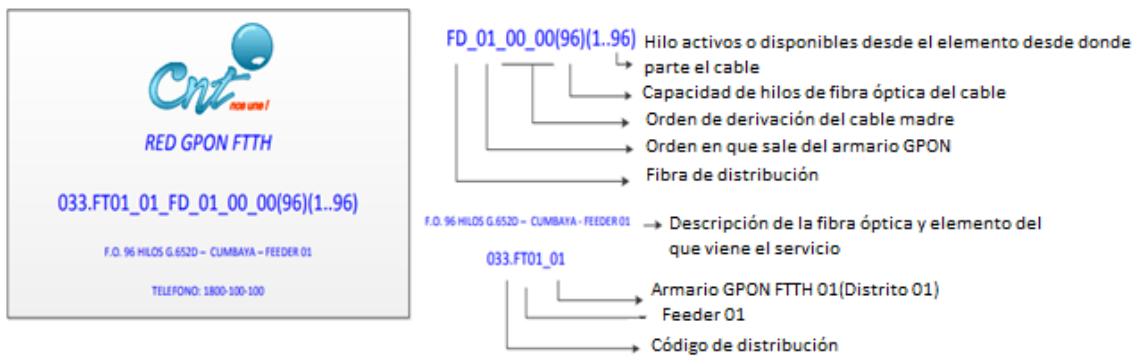 Cnt
nos une!
RED GPON FTTH
033.FT01_01_FD_01_00_00(96)(1..96)
F.O. 96 HILOS G.652D – CUMBAYA – FEEDER 01
TELEFONO: 1800-100-100
FD_01_00_00(96)(1..96)
Hilo activos o disponibles desde el elemento desde donde
parte el cable
Capacidad de hilos de fibra óptica del cable
Orden de derivación del cable madre
Orden en que sale del armario GPON
Fibra de distribución
F.O. 96 HILOS G.652D – CUMBAYA - FEEDER 01
Descripción de la fibra óptica y elemento del
que viene el servicio
033.FT01_01
Armario GPON FTTH 01(Distrito 01)
Feeder 01
Código de distribución